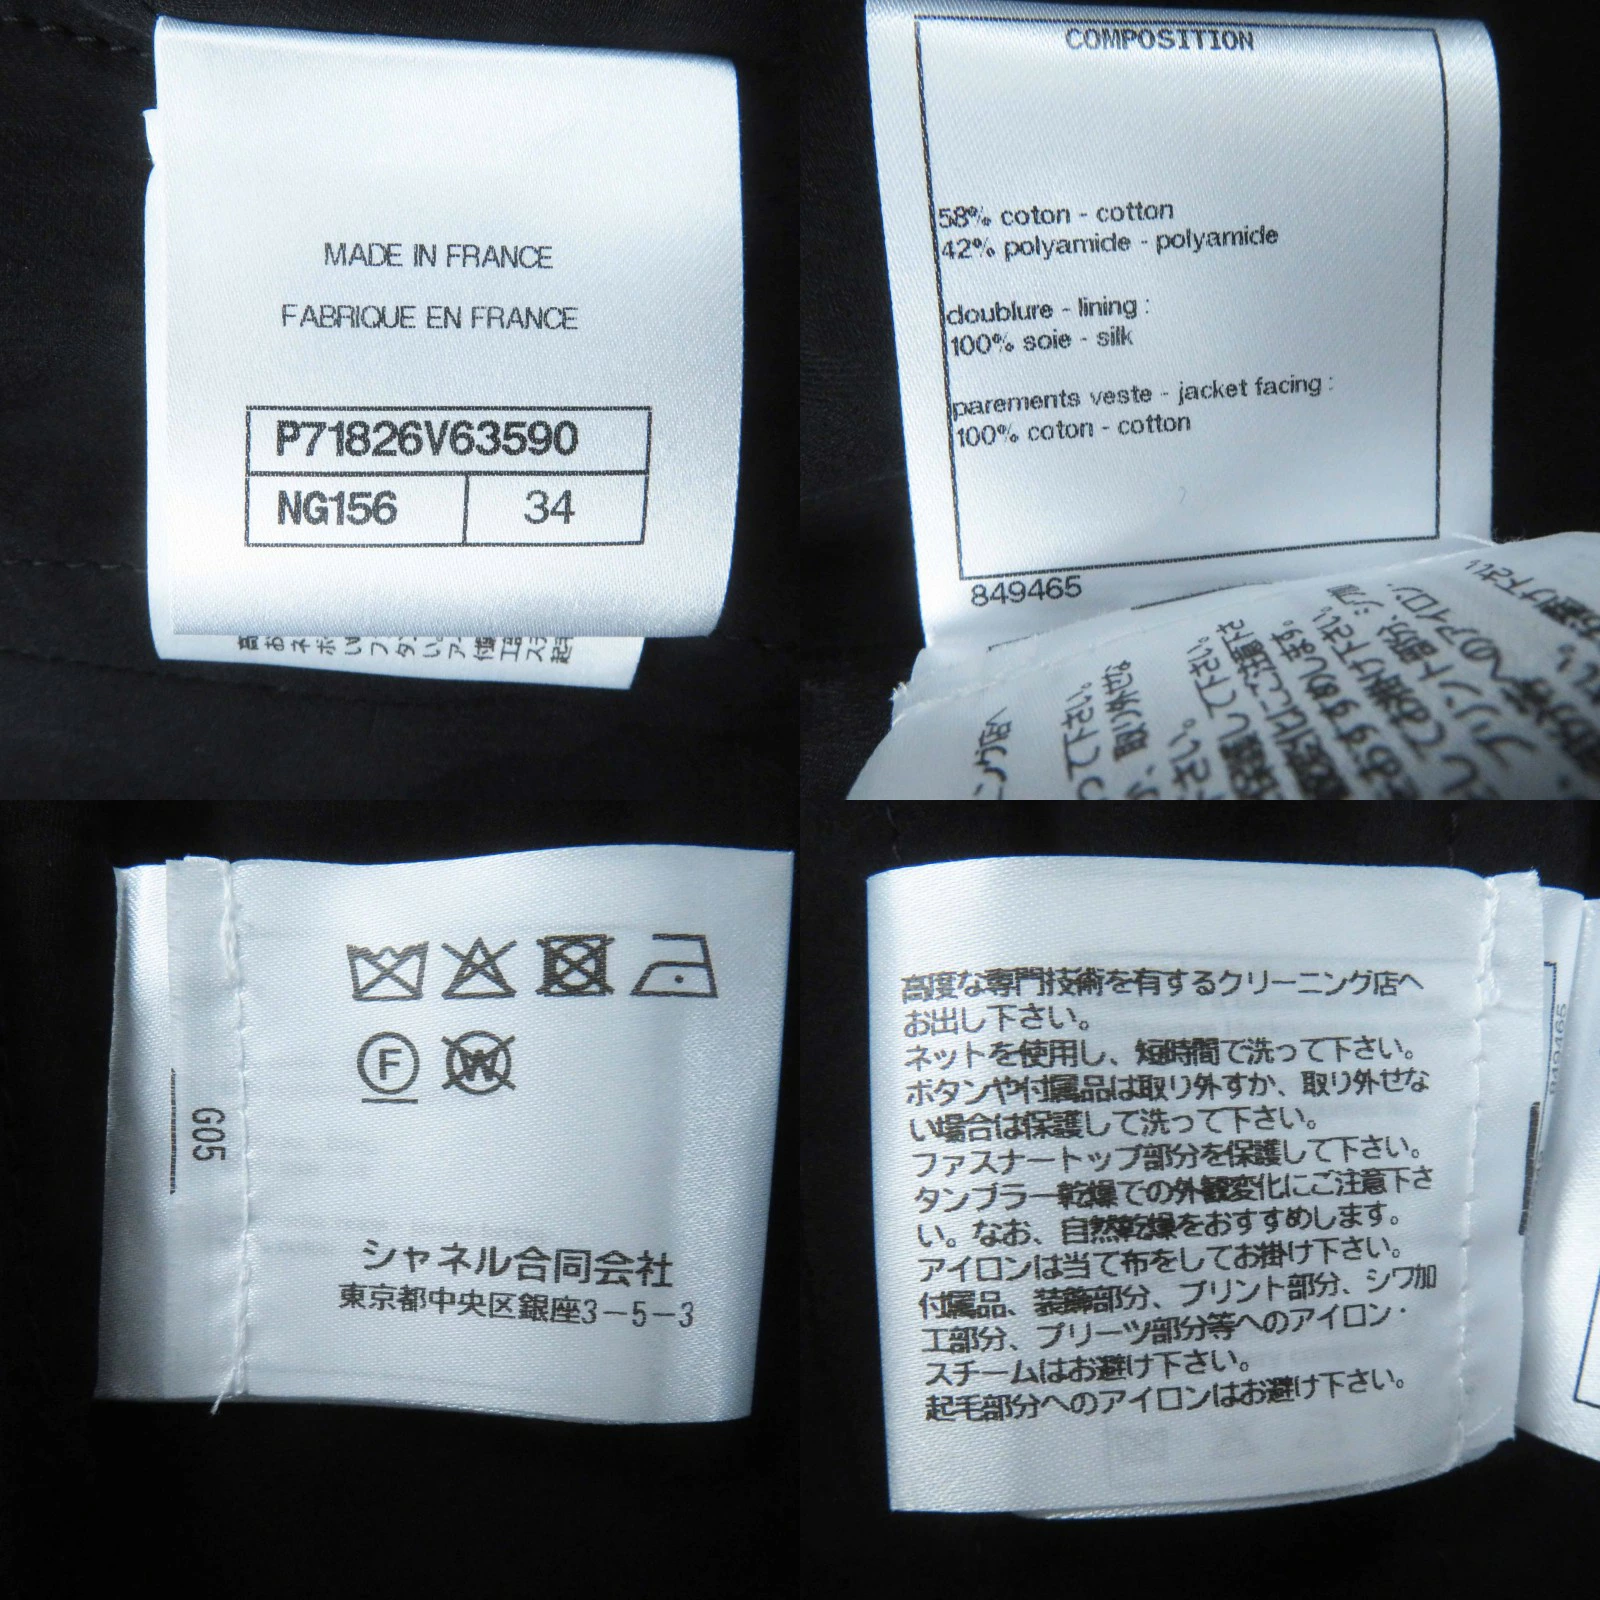 MADE IN FRANCE
FABRIQUE EN FRANCE
P71826V63590
NG156 34
COMPOSITION
58% coton - cotton
42% polyamide - polyamide
doublure - lining :
100% soie - silk
parements veste - jacket facing :
100% coton - cotton
849465
F W
G05
シャネル合同会社
東京都中央区銀座3-5-3
高度な専門技術を有するクリーニング店へ
お出し下さい。
ネットを使用し、短時間で洗って下さい。
ボタンや付属品は取り外すか、取り外せな
い場合は保護して洗って下さい。
ファスナートップ部分を保護して下さい。
タンブラー乾燥での外観変化にご注意下さ
い。なお、自然乾燥をおすすめします。
アイロンは当て布をしてお掛け下さい。
付属品、装飾部分、プリント部分、シワ加
工部分、プリーツ部分等へのアイロン・
スチームはお避け下さい。
起毛部分へのアイロンはお避け下さい。
849465